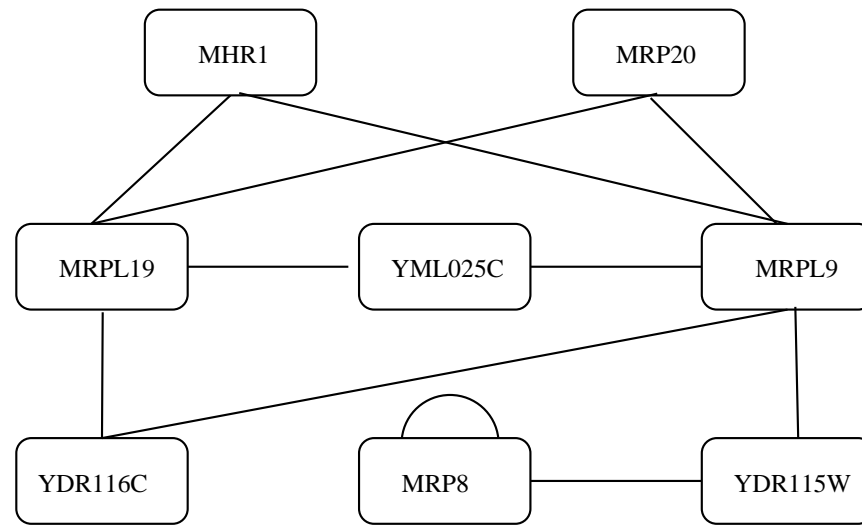 MHR1
MRP20
MRPL19
YML025C
MRPL9
YDR116C
MRP8
YDR115W